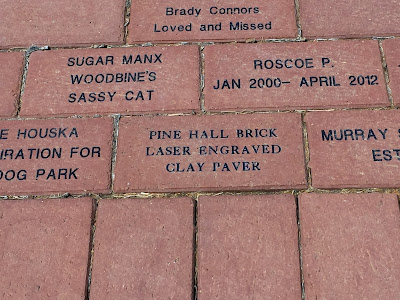 Brady Connors
Loved and Missed
SUGAR MANX
WOODBINE'S
SASSY CAT
ROSCOE P.
JAN 2000– APRIL 2012
E HOUSKA
IRATION FOR
OG PARK
PINE HALL BRICK
LASER ENGRAVED
CLAY PAVER
MURRAY S
EST